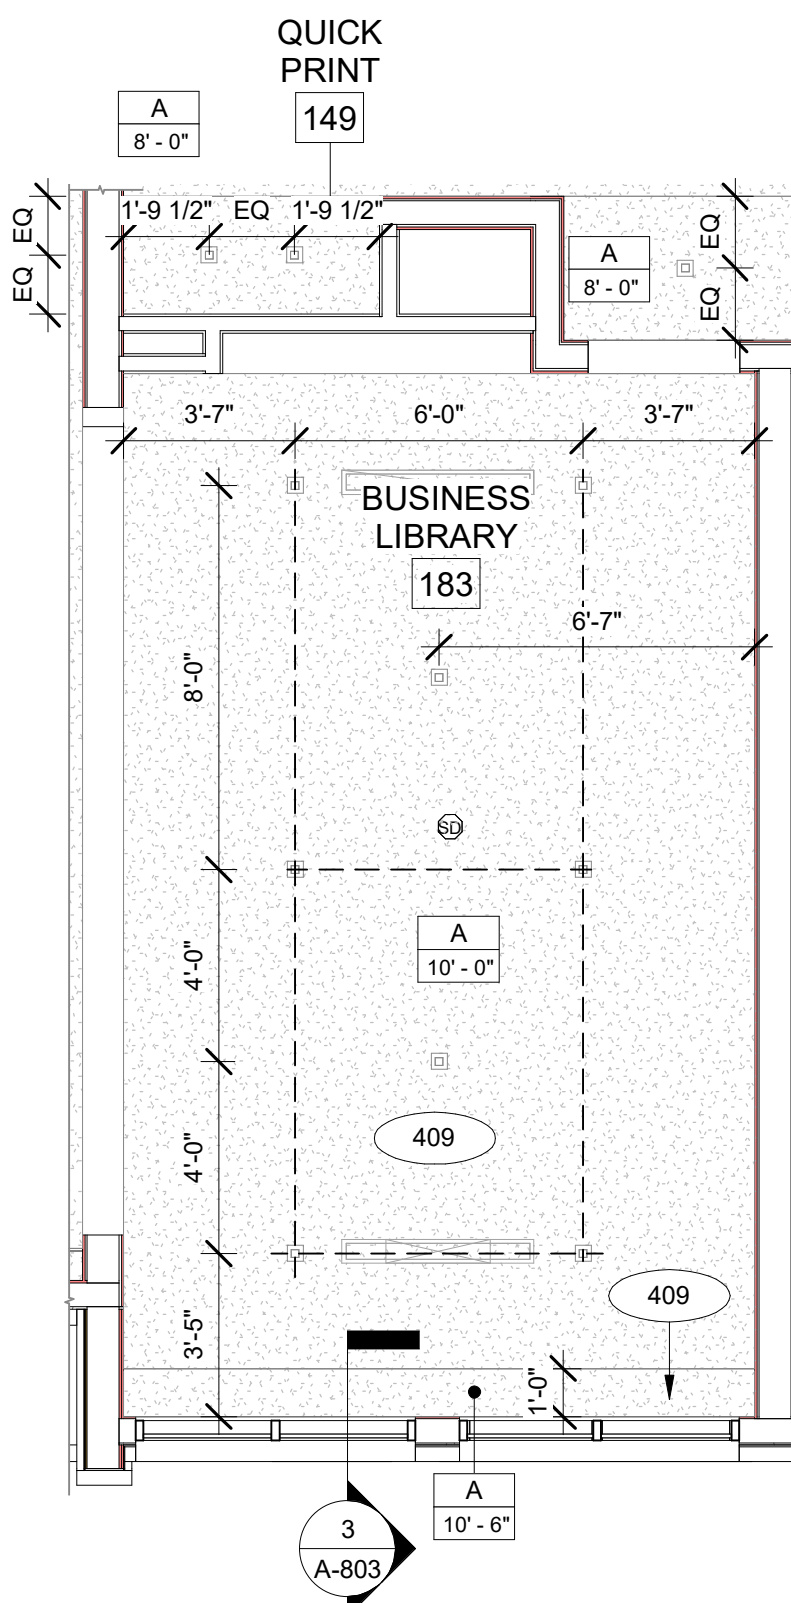 QUICK
PRINT
149
A
8' - 0"
EQ
EQ
1'-9 1/2"
EQ
1'-9 1/2"
A
8' - 0"
EQ
EQ
3'-7"
6'-0"
3'-7"
BUSINESS
LIBRARY
183
6'-7"
8'-0"
SD
A
10' - 0"
4'-0"
409
4'-0"
409
3'-5"
1'-0"
A
10' - 6"
3
A-803